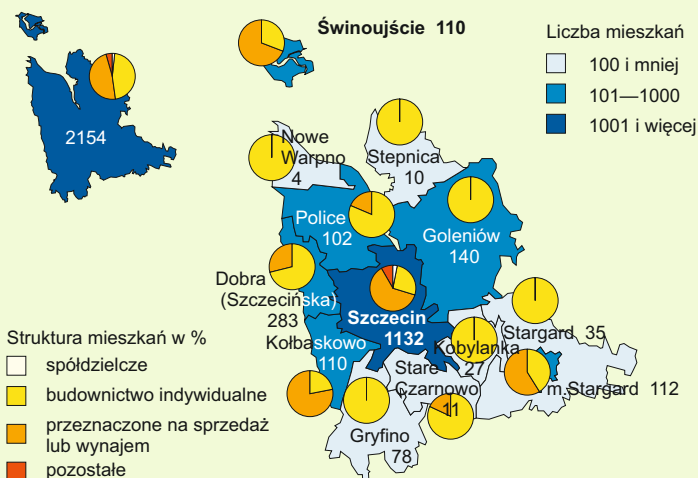 Świnoujście 110
Liczba mieszkań
100 i mniej
101—1000
1001 i więcej
2154
Nowe
Warpno
4
Stepnica
10
Police
102
Goleniów
140
Dobra
(Szczecińska)
283
Szczecin
1132
Kołbaskowo
110
Stargard 35
Kobylanka
27
Stare
Czarnowo
11
m.Stargard 112
Gryfino
78
Struktura mieszkań w %
spółdzielcze
budownictwo indywidualne
przeznaczone na sprzedaż
lub wynajem
pozostałe